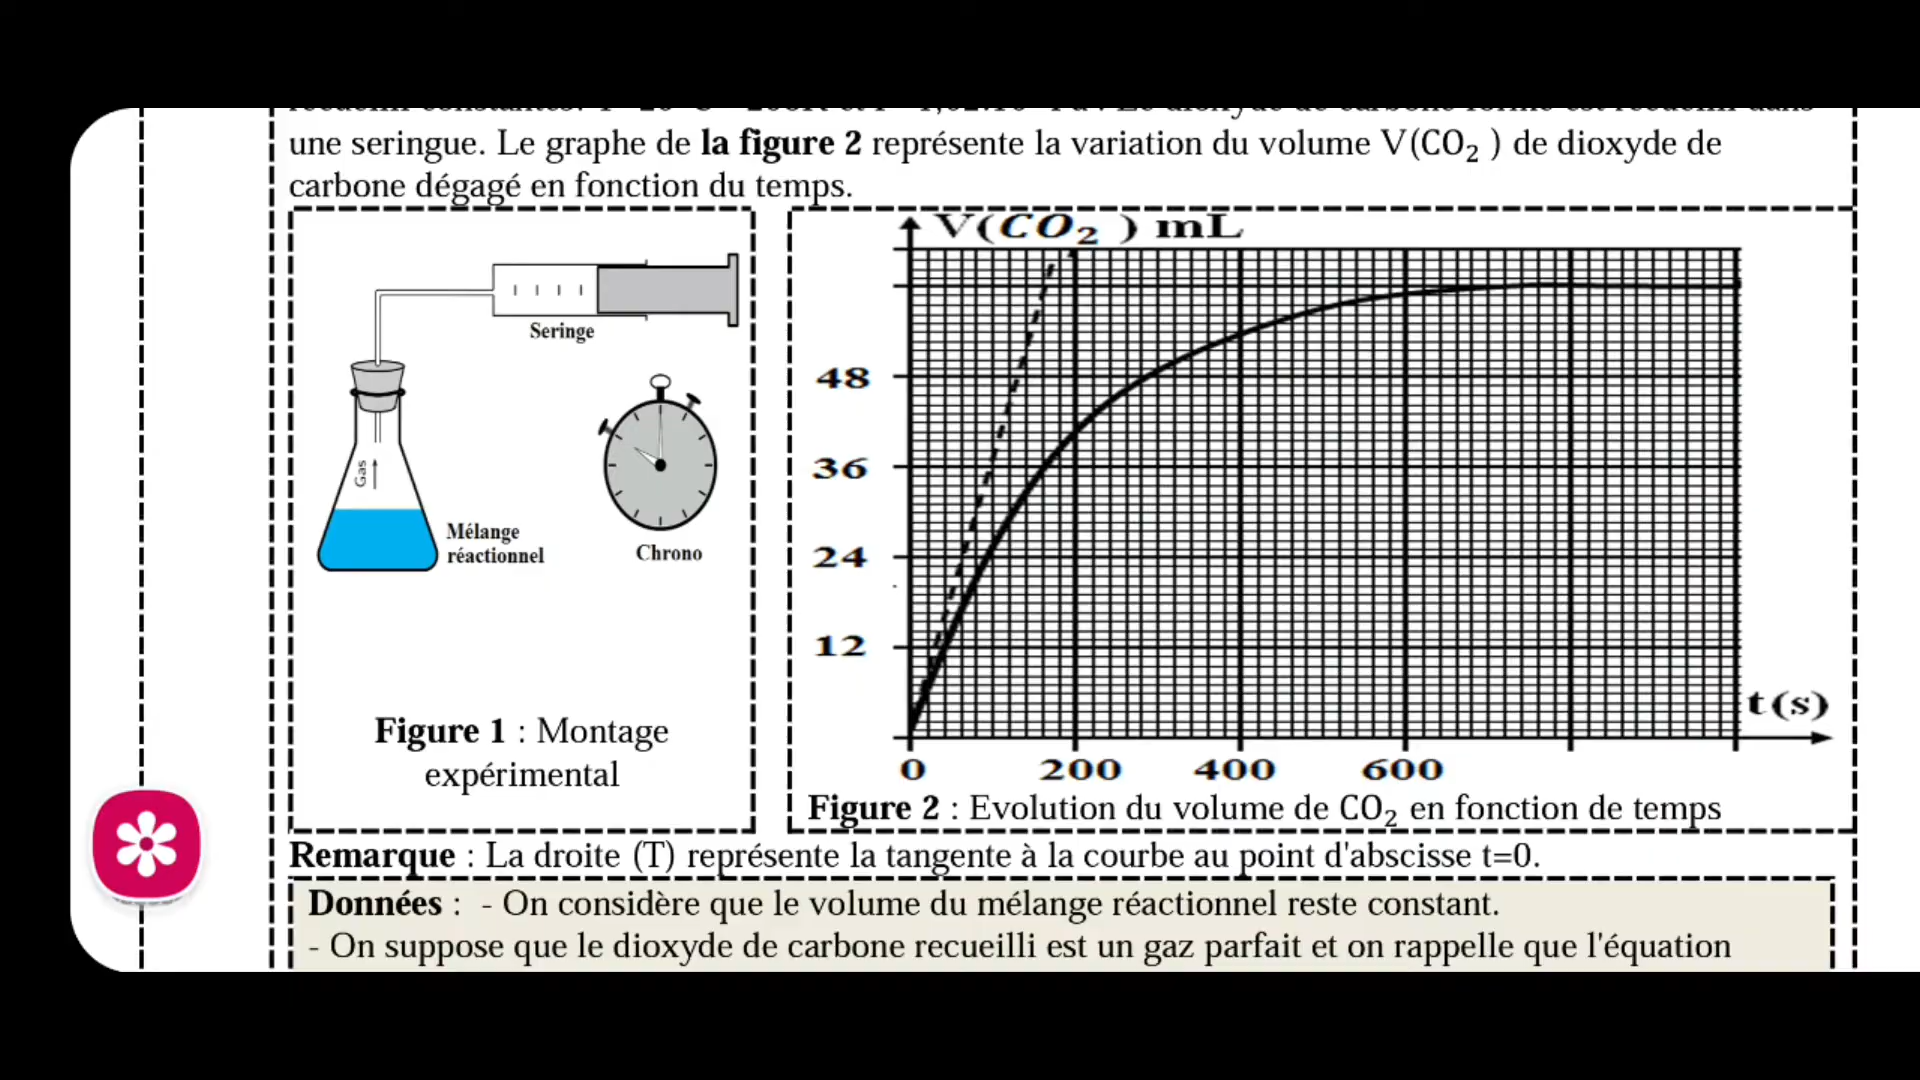 une seringue. Le graphe de la figure 2 représente la variation du volume V(CO₂ ) de dioxyde de
carbone dégagé en fonction du temps.
Seringe
Gas
Mélange
réactionnel
Chrono
Figure 1 : Montage
expérimental
V(CO₂ ) mL
48
36
24
12
0 200 400 600
t(s)
Figure 2 : Evolution du volume de CO₂ en fonction de temps
Remarque : La droite (T) représente la tangente à la courbe au point d'abscisse t=0.
Données : - On considère que le volume du mélange réactionnel reste constant.
- On suppose que le dioxyde de carbone recueilli est un gaz parfait et on rappelle que l'équation